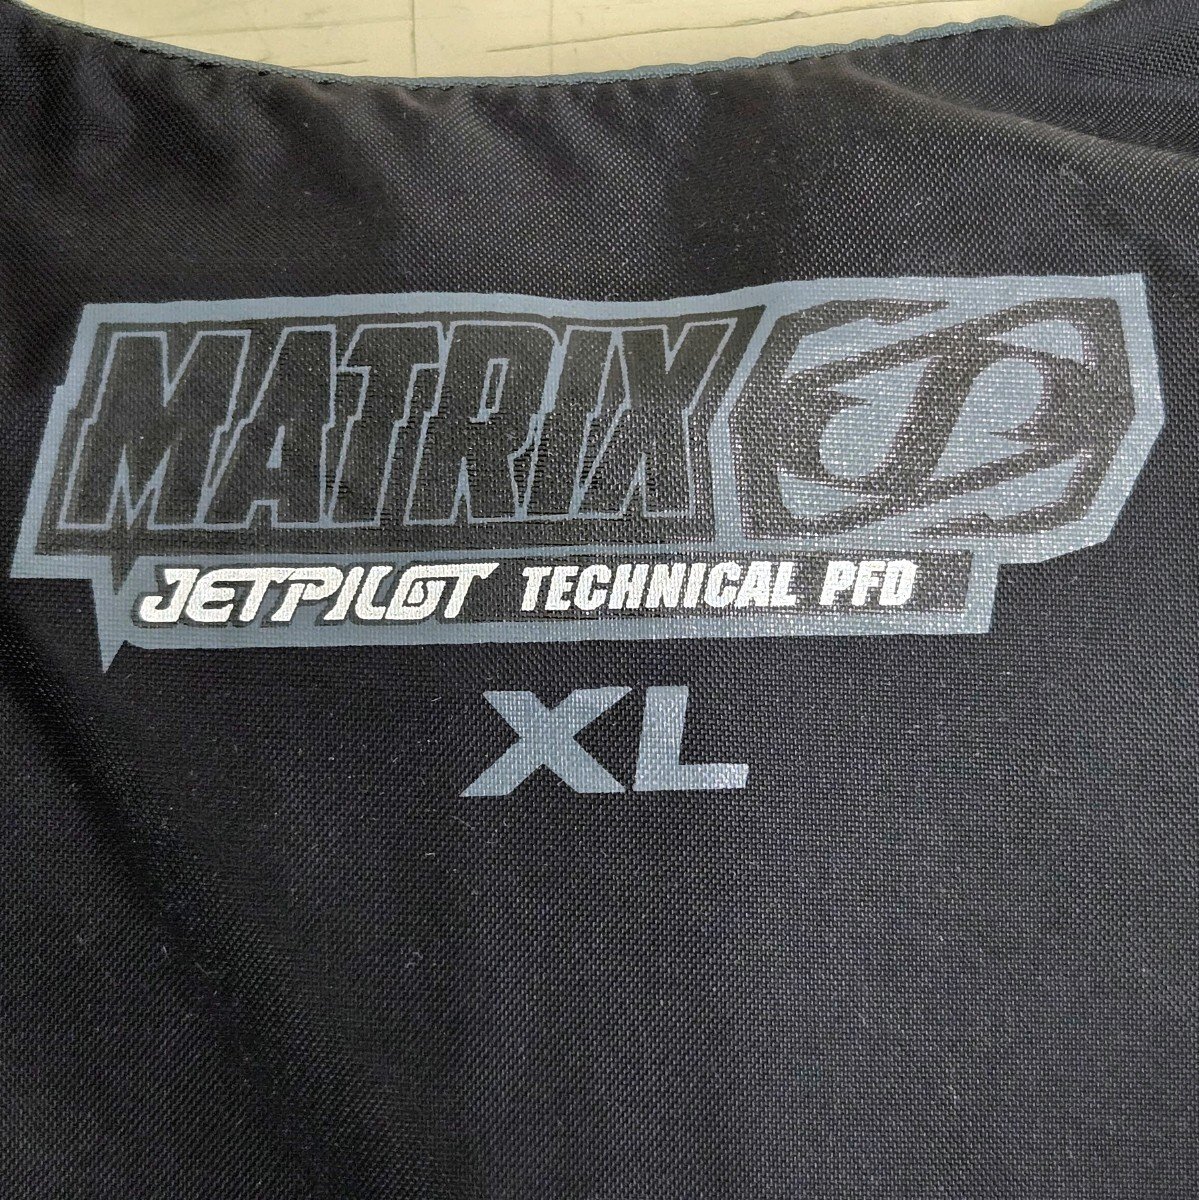 MATRIX
JETPILOT TECHNICAL PFD
XL